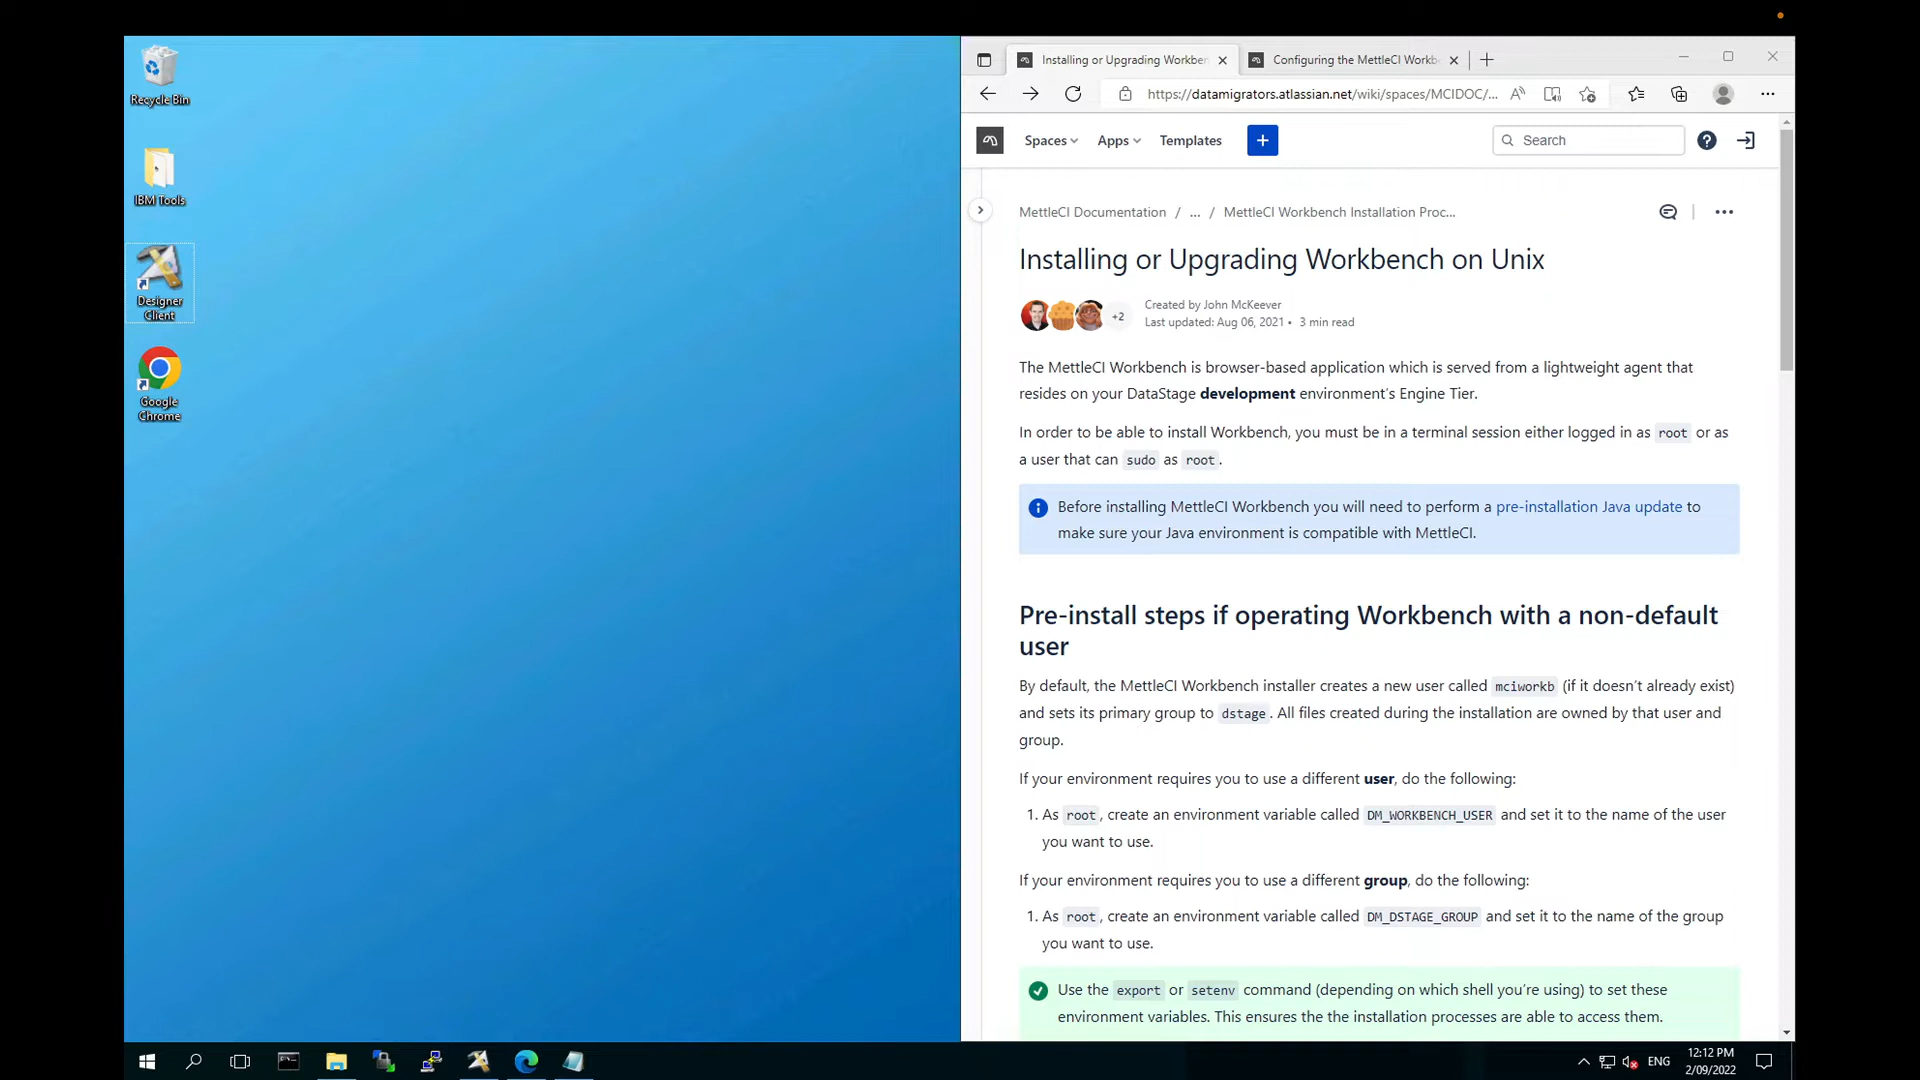 Recycle Bin
IBM Tools
Designer
Client
Google
Chrome
Installing or Upgrading Workben
Configuring the MettleCI Workb
https://datamigrators.atlassian.net/wiki/spaces/MCIDOC/...
Spaces
Apps
Templates
Search
MettleCI Documentation / ... / MettleCI Workbench Installation Proc...
Installing or Upgrading Workbench on Unix
+2
Created by John McKeever
Last updated: Aug 06, 2021 • 3 min read
The MettleCI Workbench is browser-based application which is served from a lightweight agent that
resides on your DataStage development environment's Engine Tier.
In order to be able to install Workbench, you must be in a terminal session either logged in as root or as
a user that can sudo as root.
Before installing MettleCI Workbench you will need to perform a pre-installation Java update to
make sure your Java environment is compatible with MettleCI.
Pre-install steps if operating Workbench with a non-default
user
By default, the MettleCI Workbench installer creates a new user called mciworkb (if it doesn't already exist)
and sets its primary group to dstage. All files created during the installation are owned by that user and
group.
If your environment requires you to use a different user, do the following:
1. As root, create an environment variable called DM_WORKBENCH_USER and set it to the name of the user
you want to use.
If your environment requires you to use a different group, do the following:
1. As root, create an environment variable called DM_DSTAGE_GROUP and set it to the name of the group
you want to use.
Use the export or setenv command (depending on which shell you're using) to set these
environment variables. This ensures the the installation processes are able to access them.
ENG
12:12 PM
2/09/2022